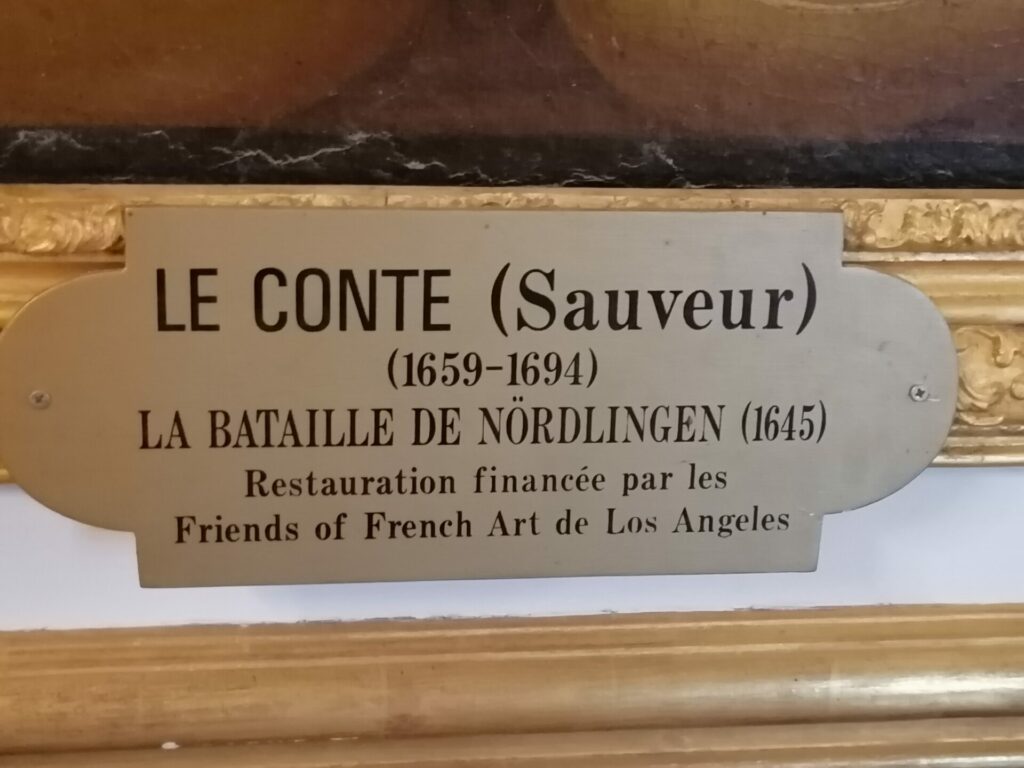 LE CONTE (Sauveur)
(1659-1694)
LA BATAILLE DE NÖRDLINGEN (1645)
Restauration financée par les
Friends of French Art de Los Angeles